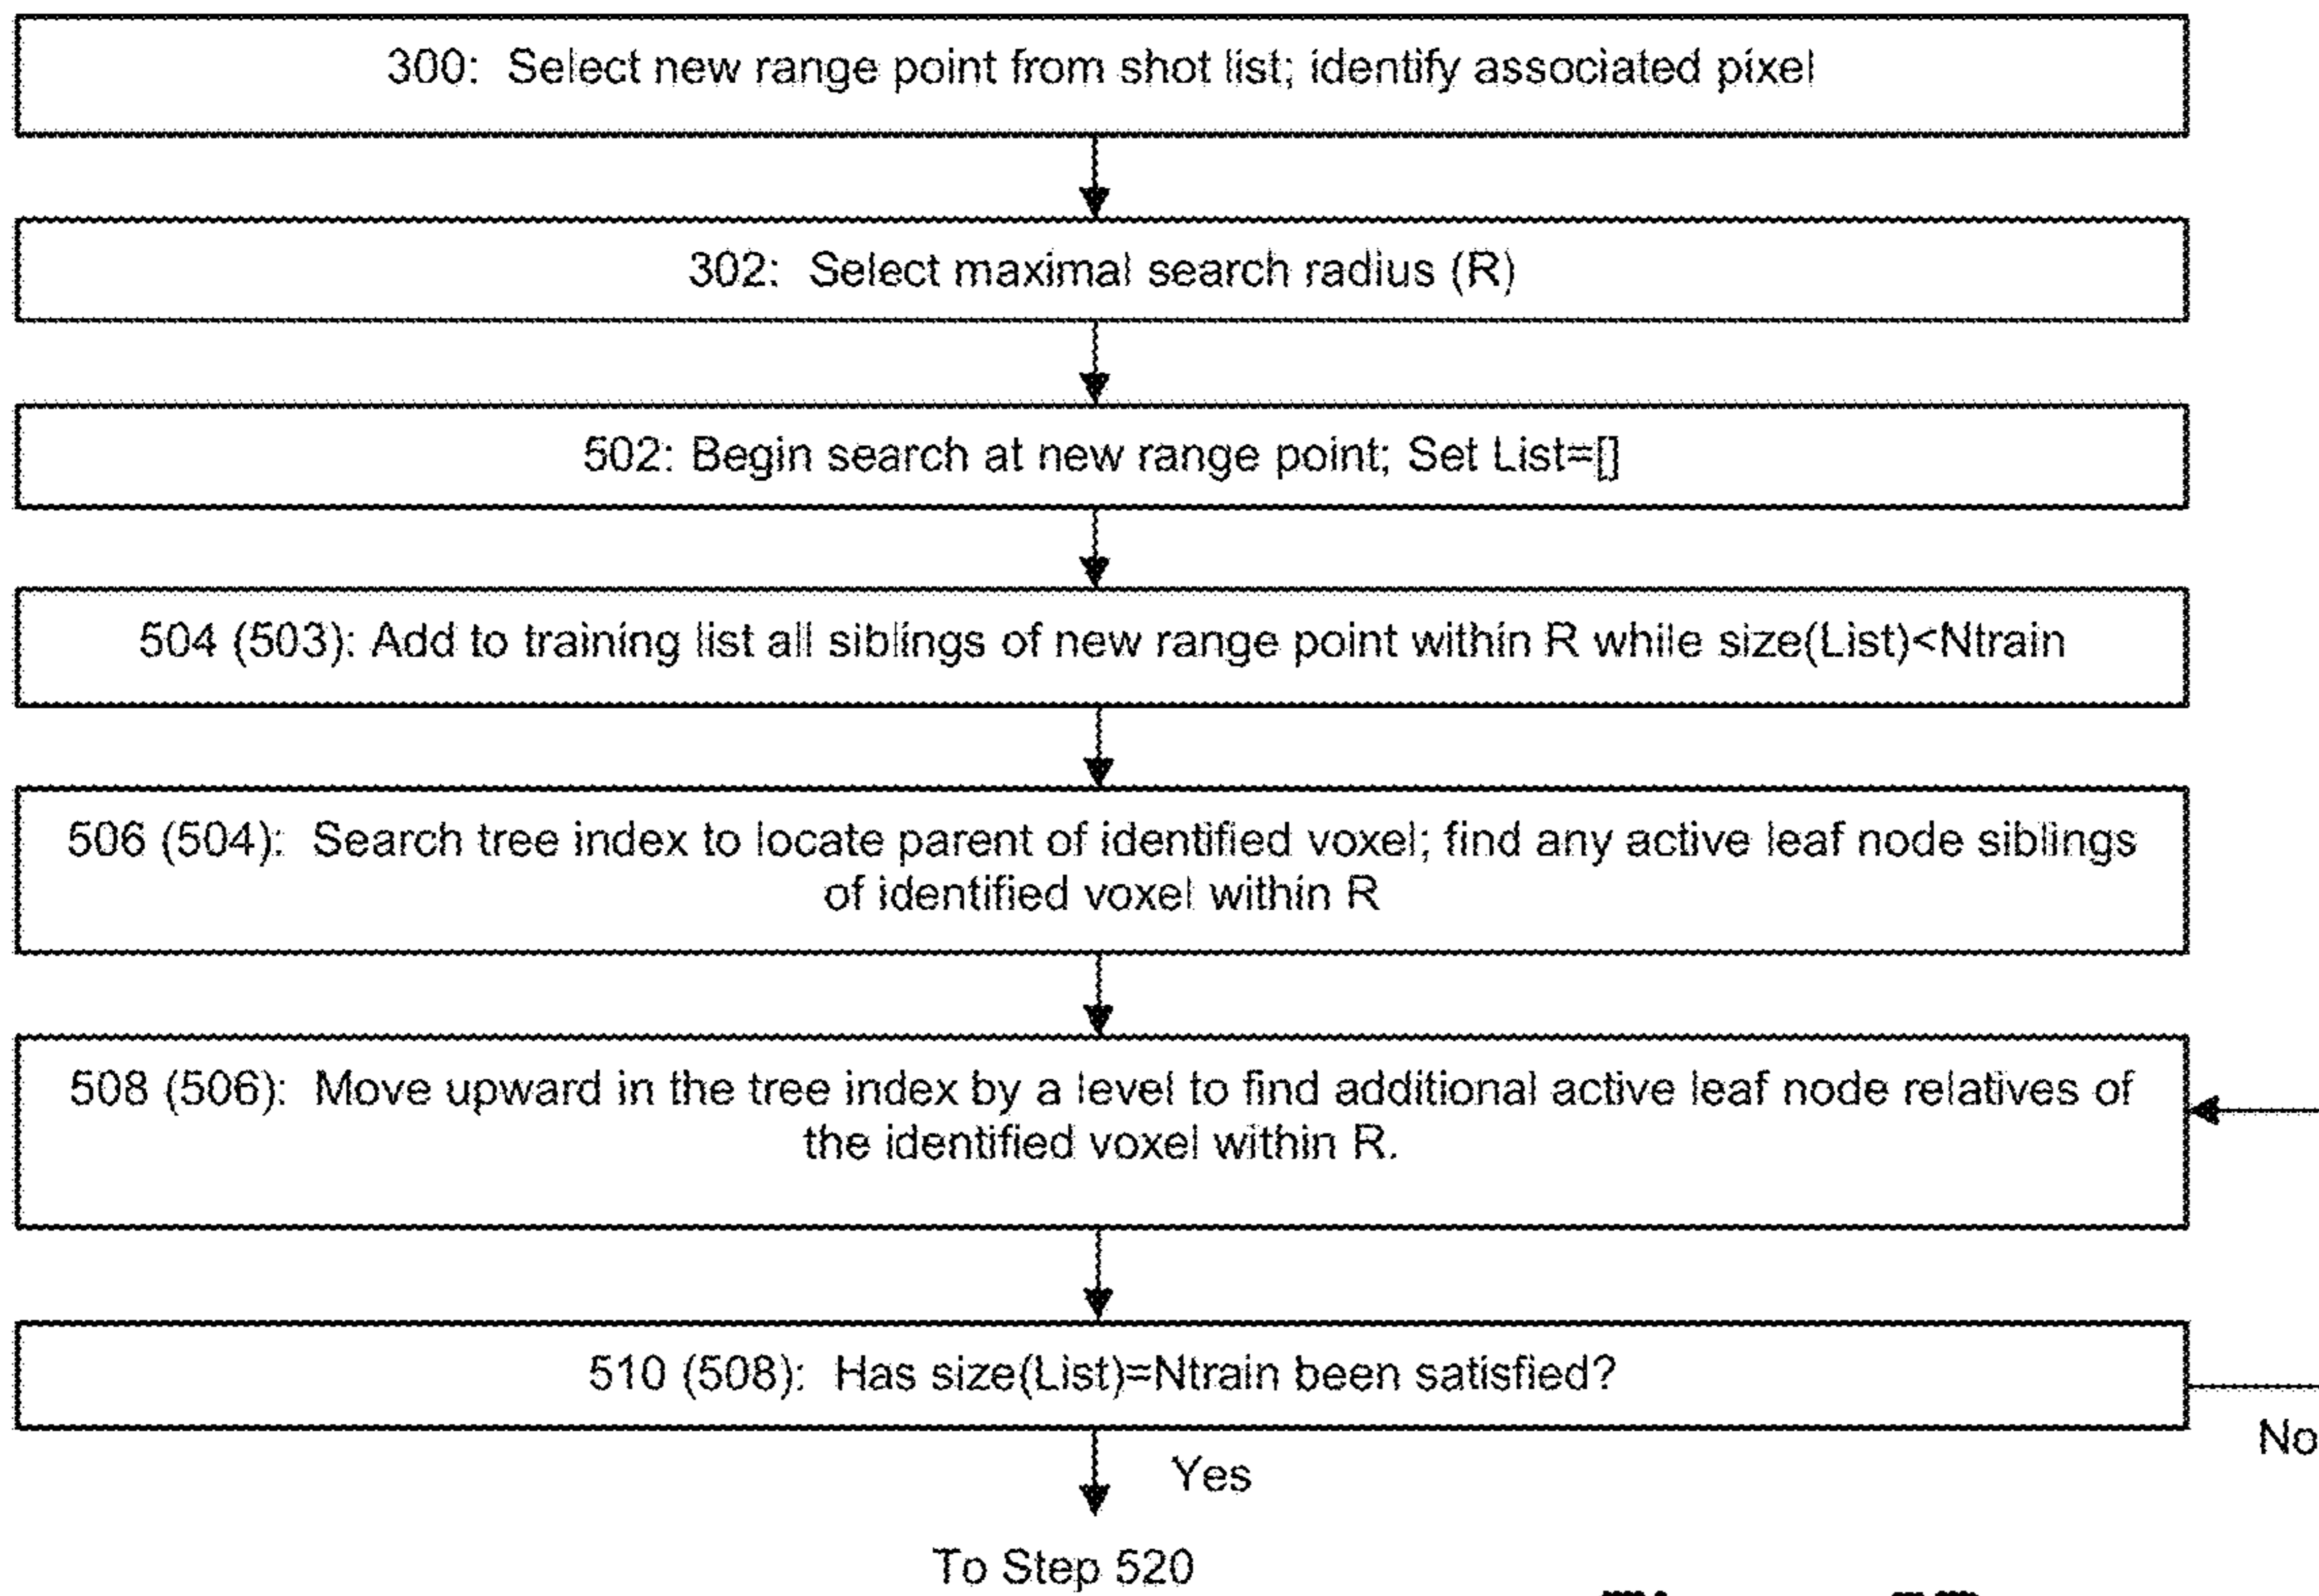 300: Select new range point from shot list; identify associated pixel
302: Select maximal search radius (R)
502: Begin search at new range point; Set List=[]
504 (503): Add to training list all siblings of new range point within R while size(List)<Ntrain
506 (504): Search tree index to locate parent of identified voxel; find any active leaf node siblings
of identified voxel within R
508 (506): Move upward in the tree index by a level to find additional active leaf node relatives of
the identified voxel within R.
510 (508): Has size(List)=Ntrain been satisfied?
No
Yes
To Step 520